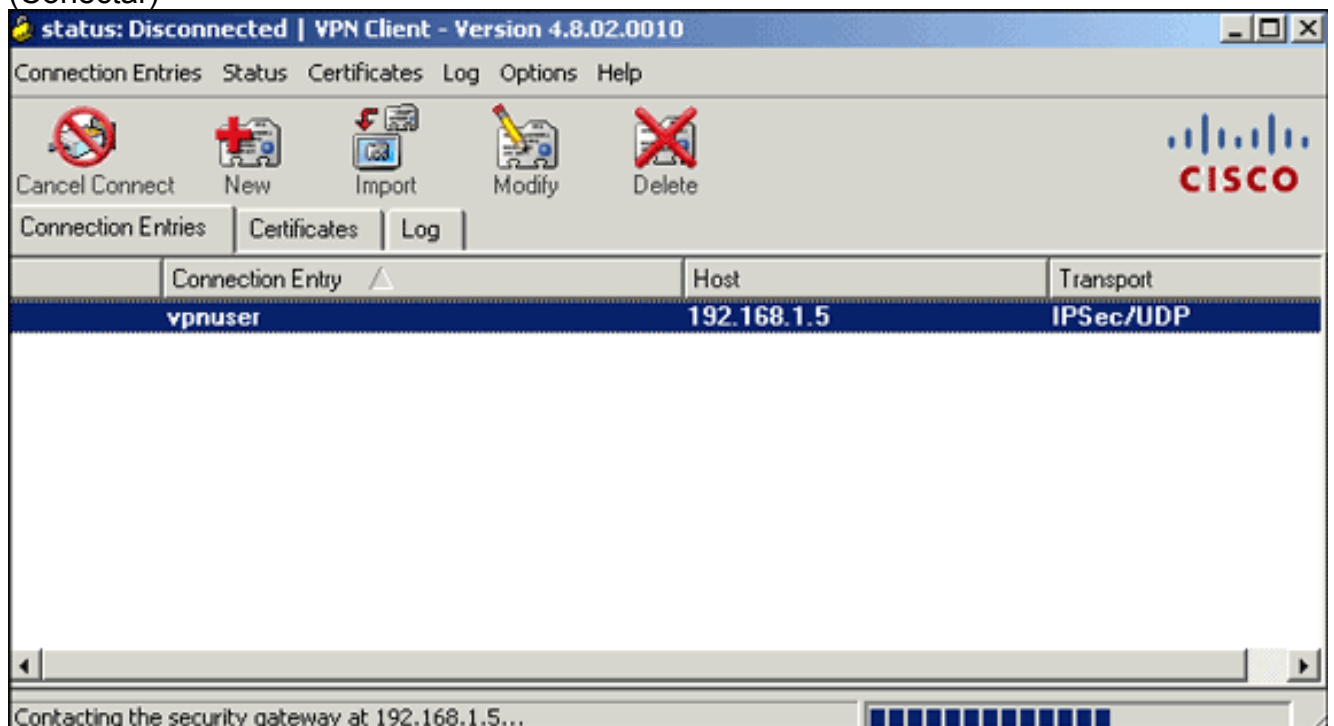 (Conectar)
status: Disconnected | VPN Client - Version 4.8.02.0010
Connection Entries Status Certificates Log Options Help
Cancel Connect New Import Modify Delete
CISCO
Connection Entries Certificates Log
Connection Entry Host Transport
vpnuser 192.168.1.5 IPSec/UDP
Contacting the security gateway at 192.168.1.5...